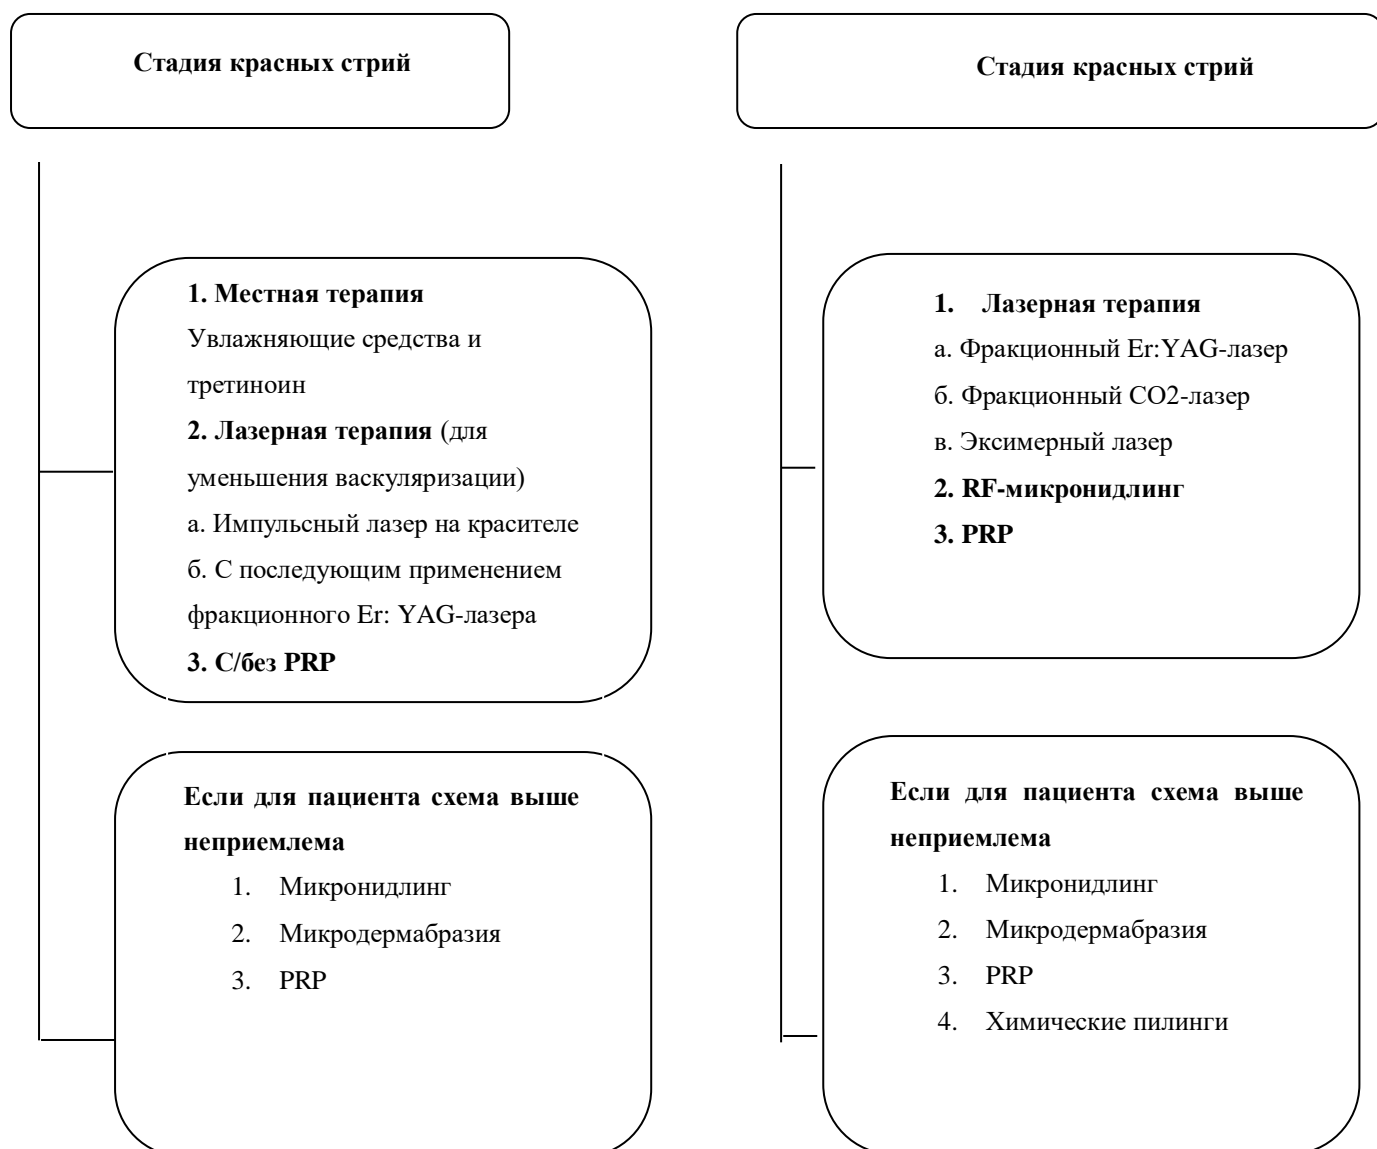 Стадия красных стрий
1. Местная терапия
Увлажняющие средства и
третиноин
2. Лазерная терапия (для
уменьшения васкуляризации)
а. Импульсный лазер на красителе
б. С последующим применением
фракционного Er: YAG-лазера
3. С/без PRP
Если для пациента схема выше
неприемлема
1. Микронидлинг
2. Микродермабразия
3. PRP
Стадия красных стрий
1. Лазерная терапия
а. Фракционный Er:YAG-лазер
б. Фракционный CO2-лазер
в. Эксимерный лазер
2. RF-микронидлинг
3. PRP
Если для пациента схема выше
неприемлема
1. Микронидлинг
2. Микродермабразия
3. PRP
4. Химические пилинги